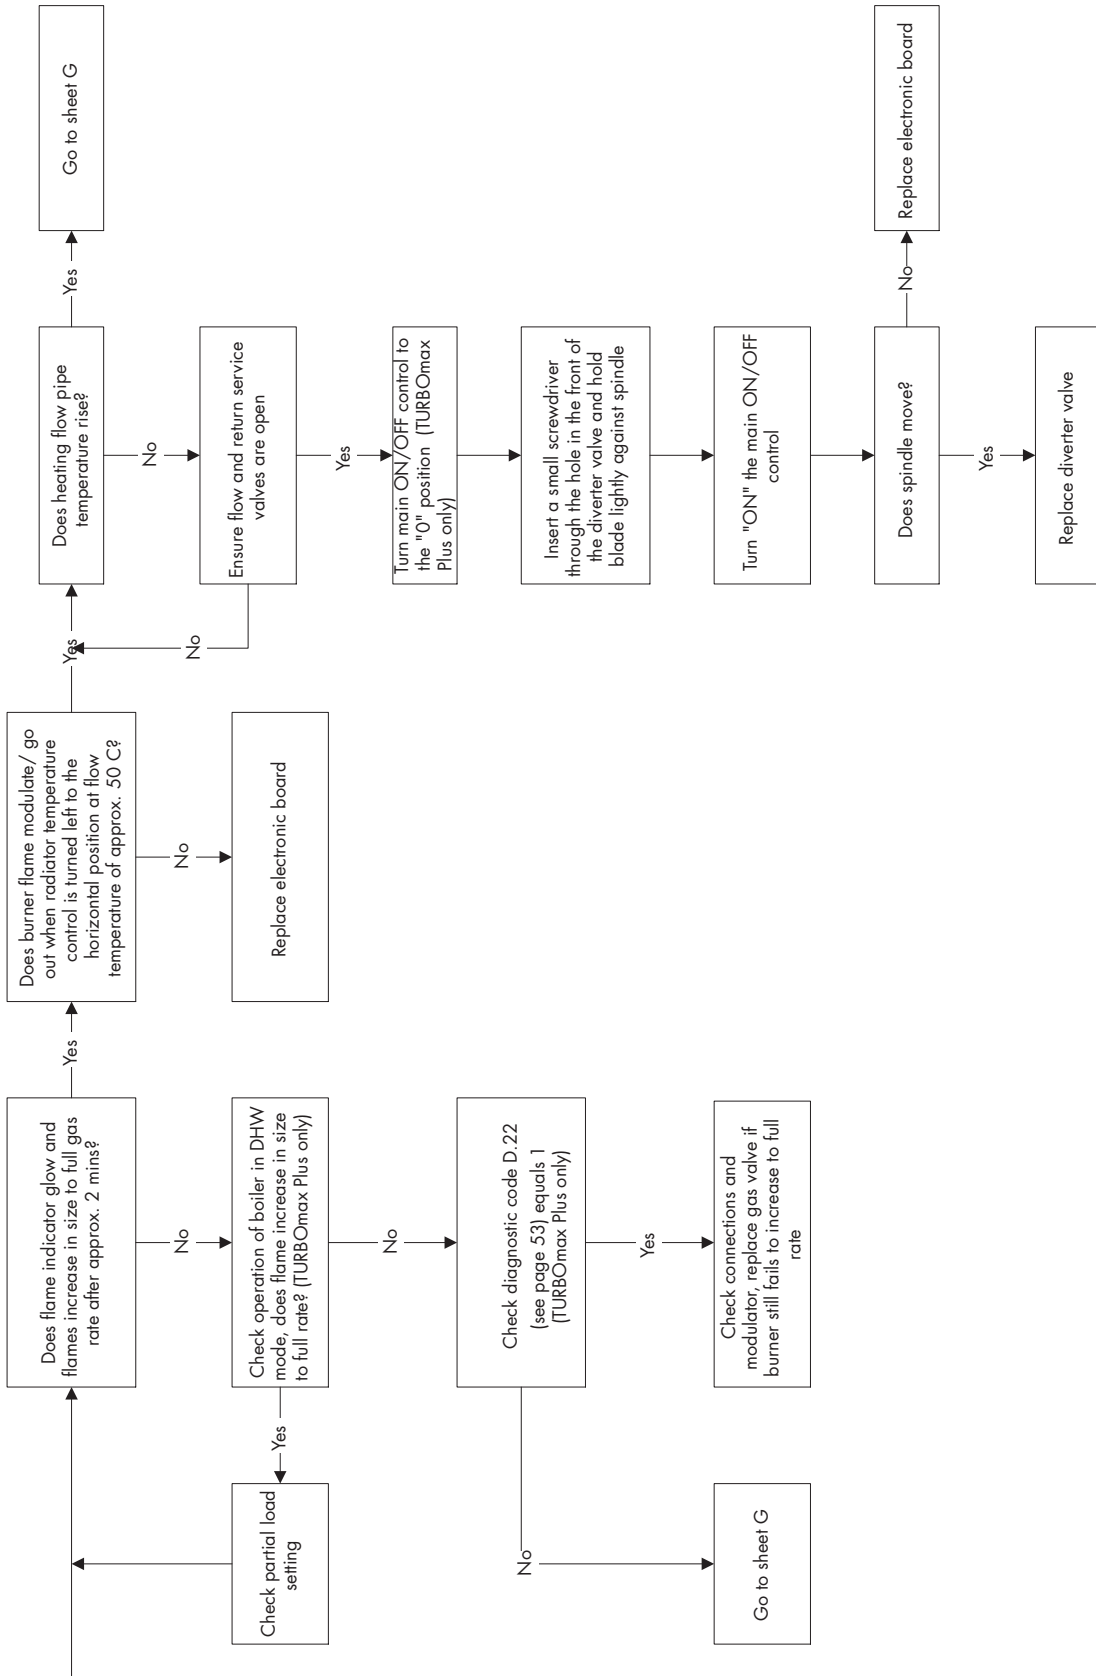 Does flame indicator glow and
flames increase in size to full gas
rate after approx. 2 mins?
Yes
Does burner flame modulate/ go
out when radiator temperature
control is turned left to the
horizontal position at flow
temperature of approx. 50 C?
Yes
Does heating flow pipe
temperature rise?
Yes
Go to sheet G
No
No
No
Check partial load
setting
Yes
Check operation of boiler in DHW
mode, does flame increase in size
to full rate? (TURBOmax Plus only)
Replace electronic board
No
Ensure flow and return service
valves are open
No
Yes
Check diagnostic code D.22
(see page 53) equals 1
(TURBOmax Plus only)
Turn main ON/OFF control to
the "0" position (TURBOmax
Plus only)
No
Yes
Insert a small screwdriver
through the hole in the front of
the diverter valve and hold
blade lightly against spindle
Go to sheet G
Check connections and
modulator, replace gas valve if
burner still fails to increase to full
rate
Turn "ON" the main ON/OFF
control
Does spindle move?
No
Replace electronic board
Yes
Replace diverter valve